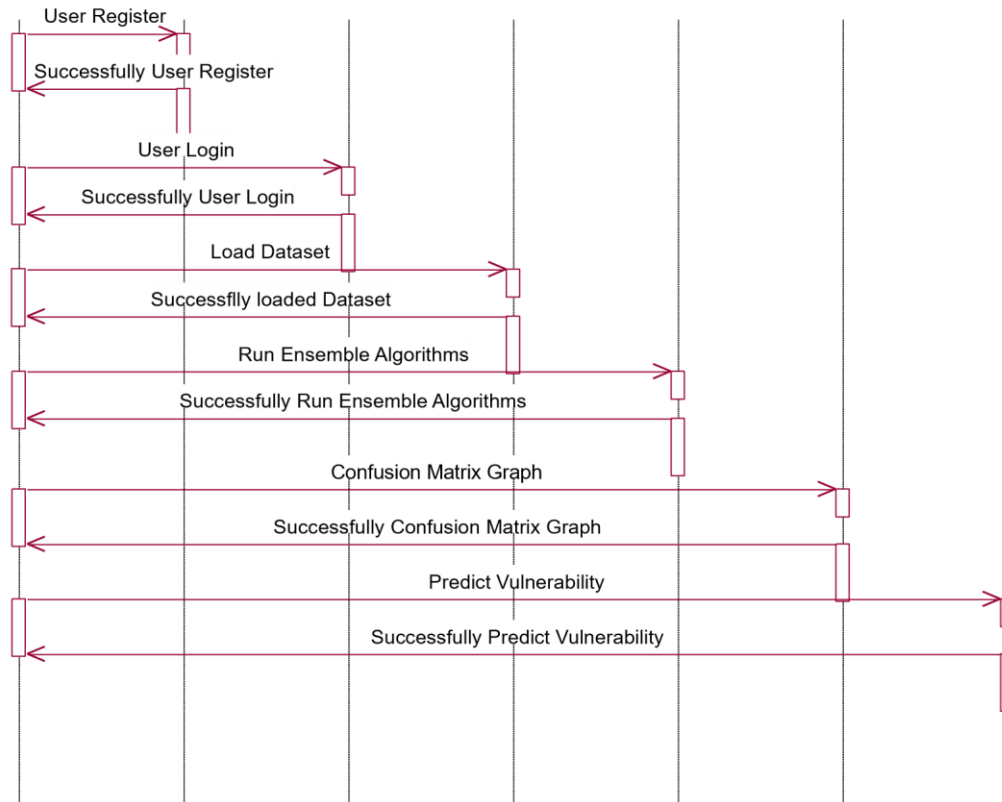 User Register
Successfully User Register
User Login
Successfully User Login
Load Dataset
Successflly loaded Dataset
Run Ensemble Algorithms
Successfully Run Ensemble Algorithms
Confusion Matrix Graph
Successfully Confusion Matrix Graph
Predict Vulnerability
Successfully Predict Vulnerability